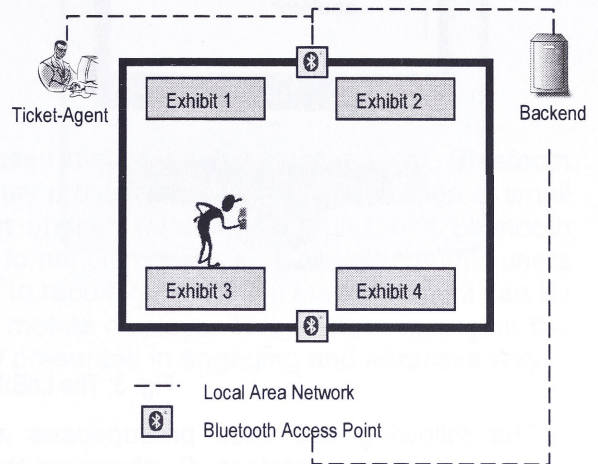 Ticket-Agent
Backend
Exhibit 1
Exhibit 2
Exhibit 3
Exhibit 4
Local Area Network
Bluetooth Access Point